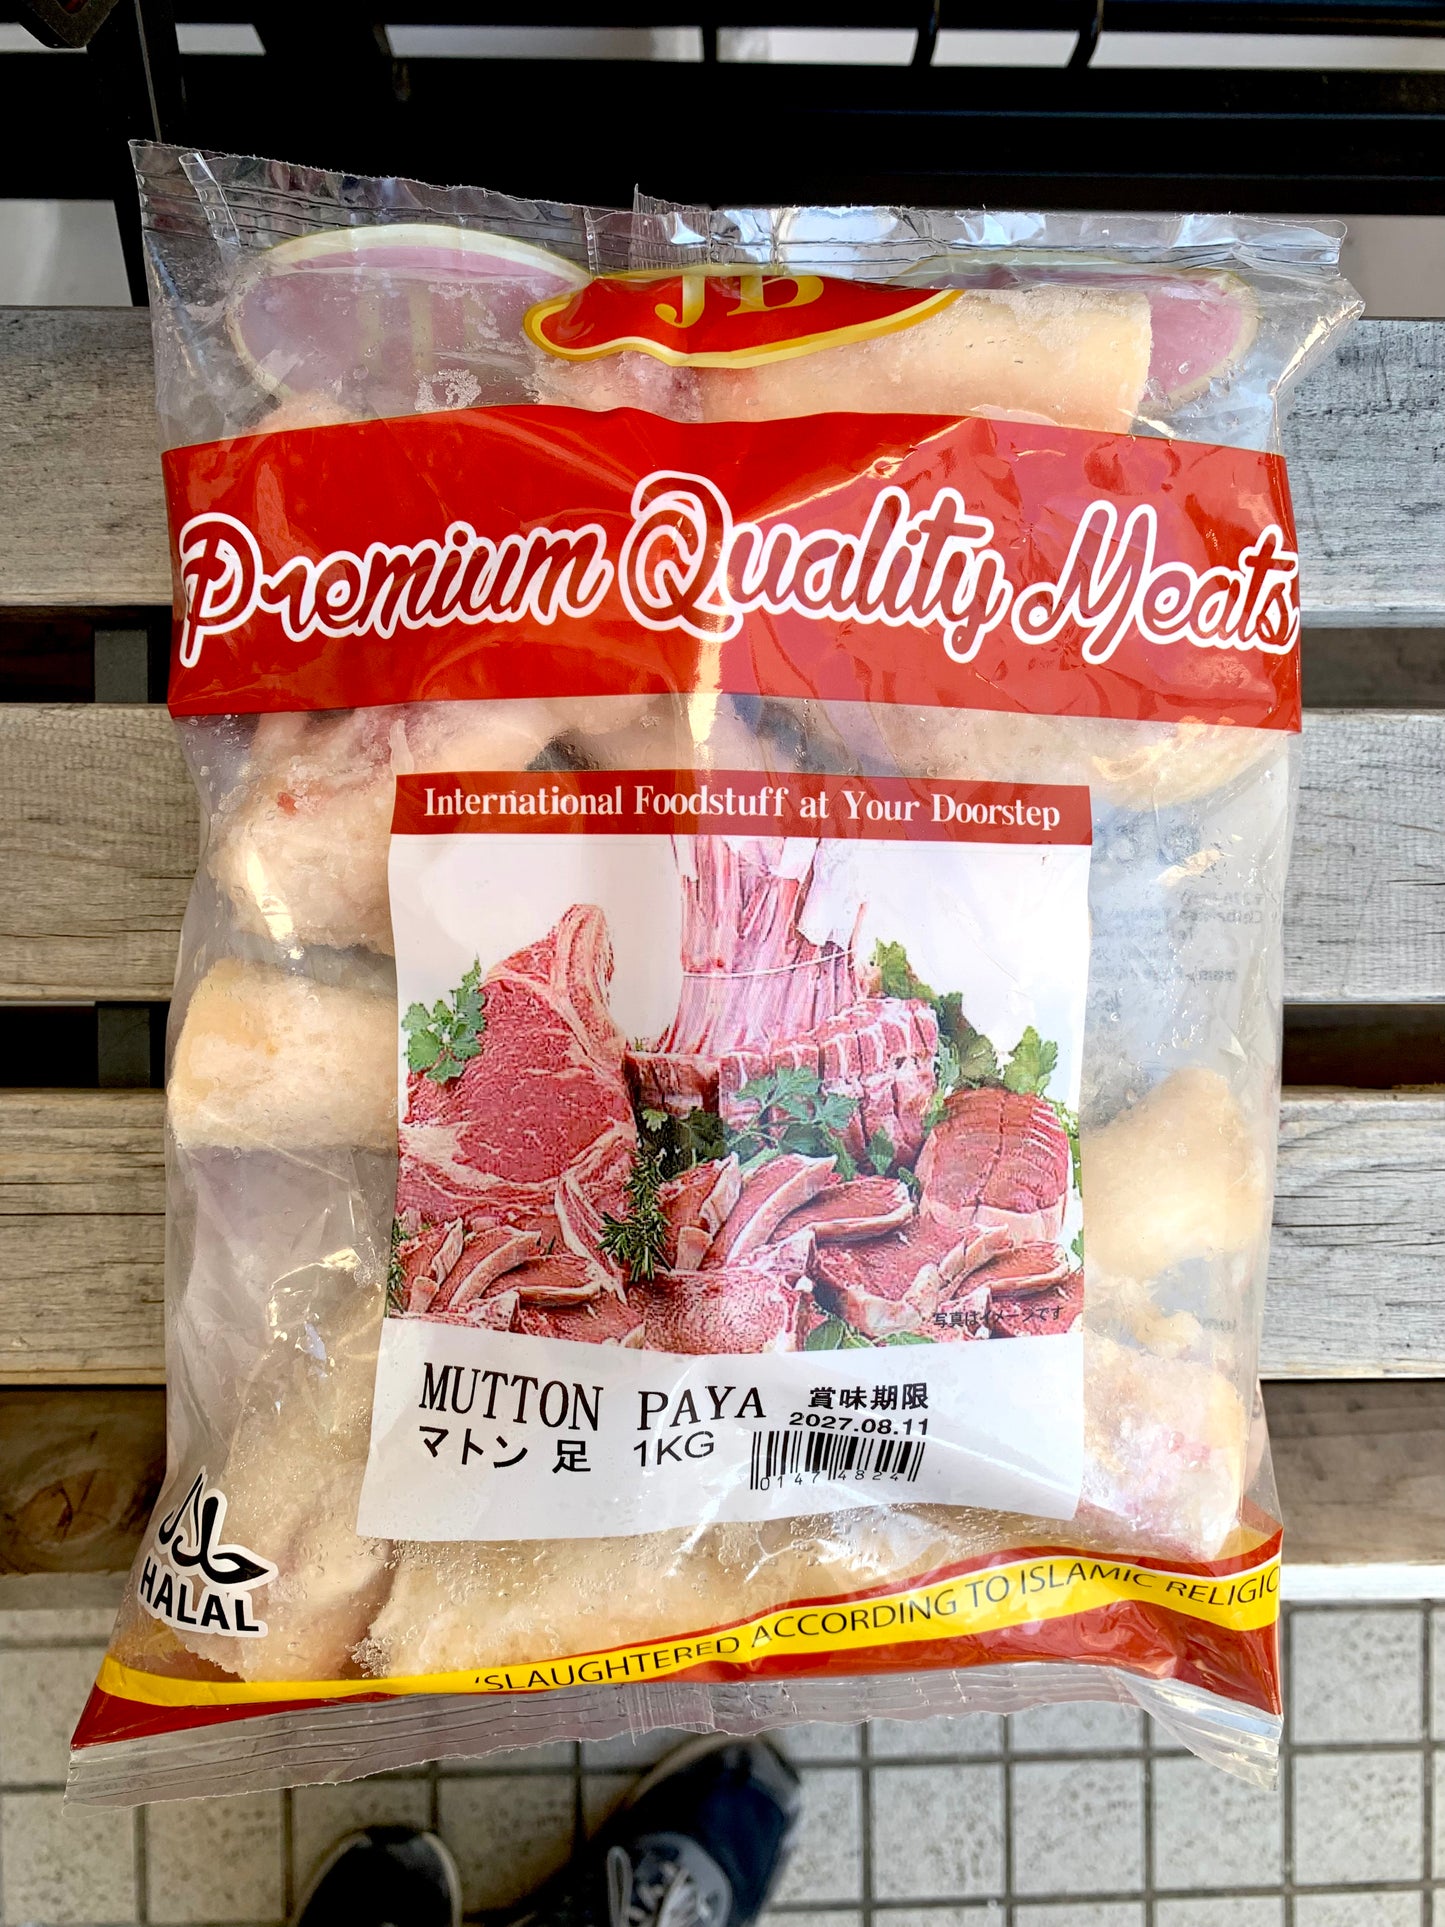 JB
Premium Quality Meats
International Foodstuff at Your Doorstep
写真はイメージです
MUTTON PAYA
賞味期限
2027.08.11
マトン 足 1KG
0147 4824
حلال
HALAL
'SLAUGHTERED ACCORDING TO ISLAMIC